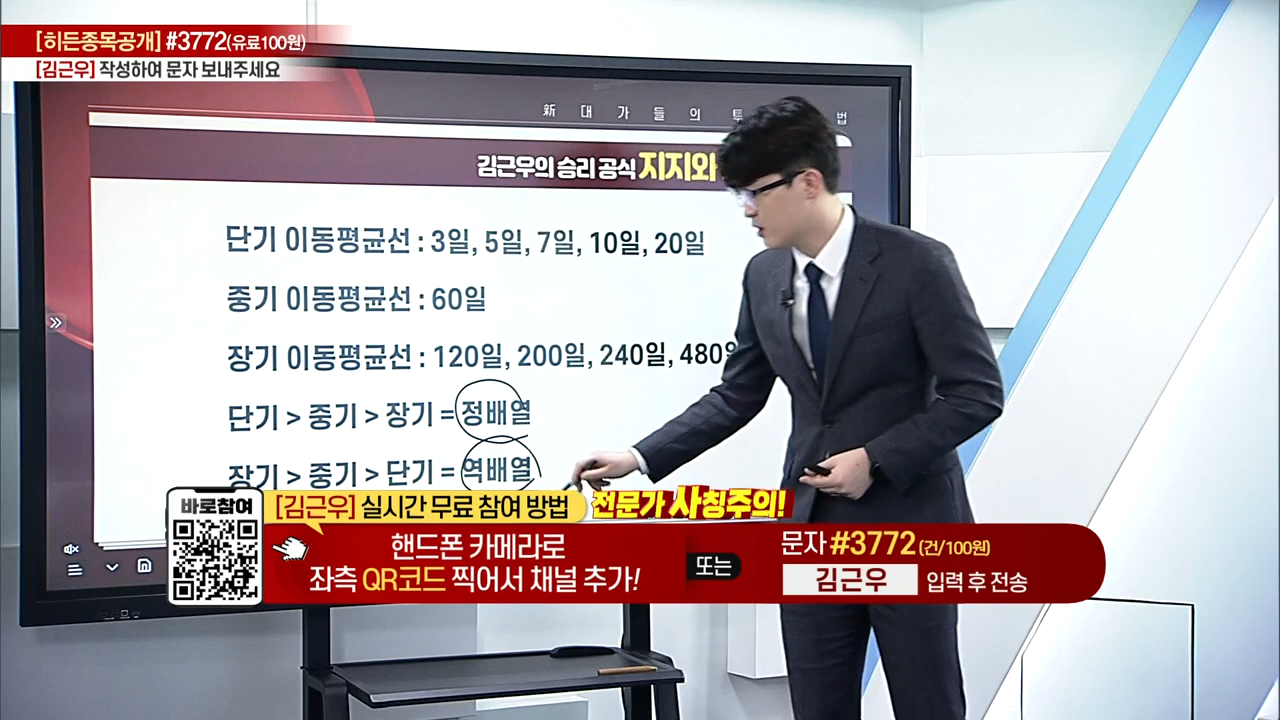 [히든종목공개] #3772(유료100원)
[김근우] 작성하여 문자 보내주세요
新 대 가 들 의 투 법
김근우의 승리 공식 지지와
단기 이동평균선 : 3일, 5일, 7일, 10일, 20일
중기 이동평균선 : 60일
장기 이동평균선 : 120일, 200일, 240일, 480일
단기 > 중기 > 장기 = 정배열
장기 > 중기 > 단기 = 역배열
바로참여
[김근우] 실시간 무료 참여 방법
전문가 사칭주의!
핸드폰 카메라로
좌측 QR코드 찍어서 채널 추가!
또는
문자 #3772 (건/100원)
김근우 입력 후 전송